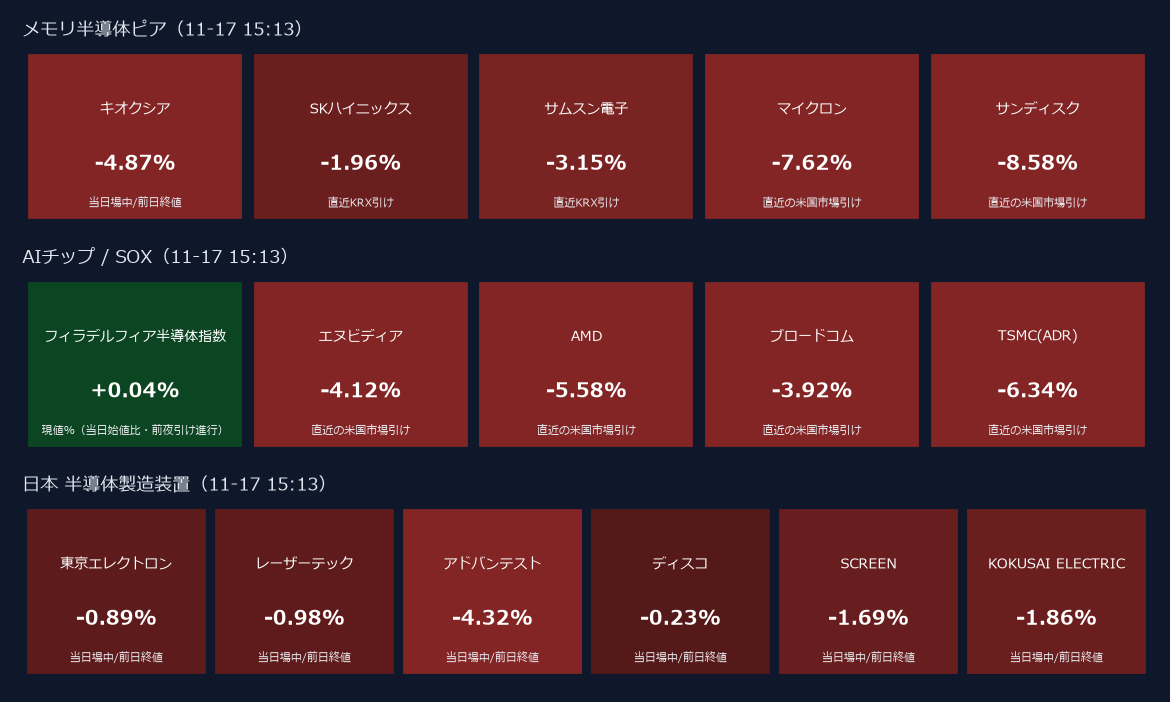 メモリ半導体ピア（11-17 15:13）
キオクシア
-4.87%
当日場中/前日終値
SKハイニックス
-1.96%
直近KRX引け
サムスン電子
-3.15%
直近KRX引け
マイクロン
-7.62%
直近の米国市場引け
サンディスク
-8.58%
直近の米国市場引け
AIチップ / SOX（11-17 15:13）
フィラデルフィア半導体指数
+0.04%
現値%（当日始値比・前夜引け進行）
エヌビディア
-4.12%
直近の米国市場引け
AMD
-5.58%
直近の米国市場引け
ブロードコム
-3.92%
直近の米国市場引け
TSMC(ADR)
-6.34%
直近の米国市場引け
日本 半導体製造装置（11-17 15:13）
東京エレクトロン
-0.89%
当日場中/前日終値
レーザーテック
-0.98%
当日場中/前日終値
アドバンテスト
-4.32%
当日場中/前日終値
ディスコ
-0.23%
当日場中/前日終値
SCREEN
-1.69%
当日場中/前日終値
KOKUSAI ELECTRIC
-1.86%
当日場中/前日終値